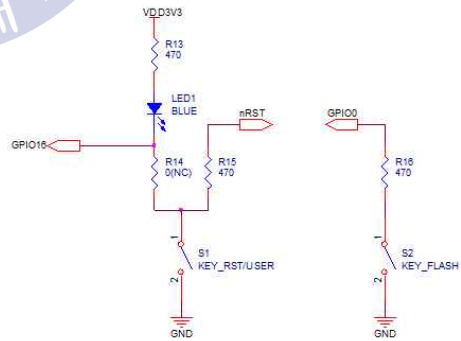 VDD3V3
R13
470
LED1
BLUE
nRST
GPIO0
GPIO16
R14
0(NC)
R15
470
R16
470
1
S1
KEY_RST/USER
2
1
S2
KEY_FLASH
2
GND
GND